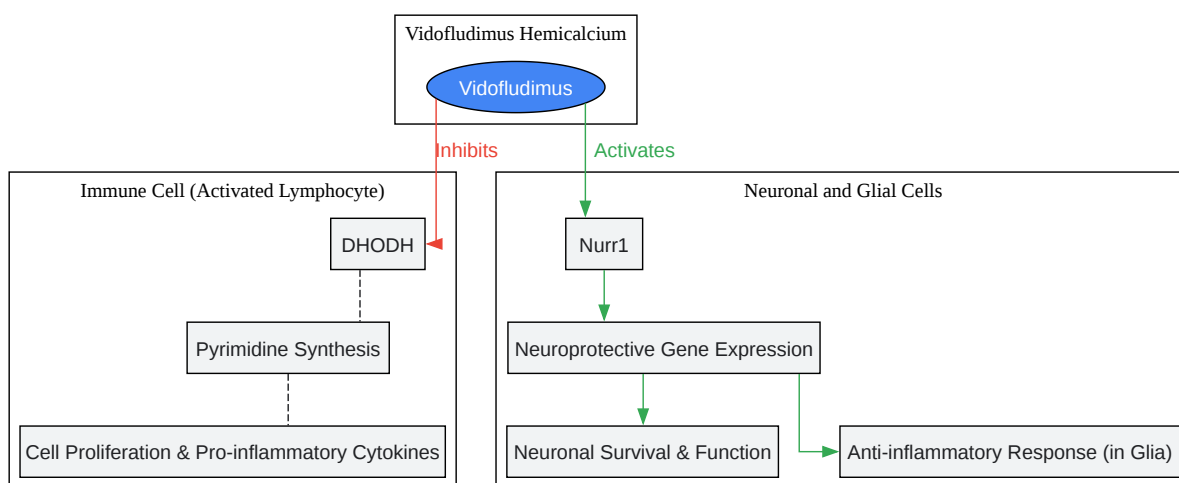 Vidofludimus Hemicalcium
Vidofludimus
Inhibits
Activates
Immune Cell (Activated Lymphocyte)
Neuronal and Glial Cells
DHODH
Nurr1
Pyrimidine Synthesis
Neuroprotective Gene Expression
Cell Proliferation & Pro-inflammatory Cytokines
Neuronal Survival & Function
Anti-inflammatory Response (in Glia)